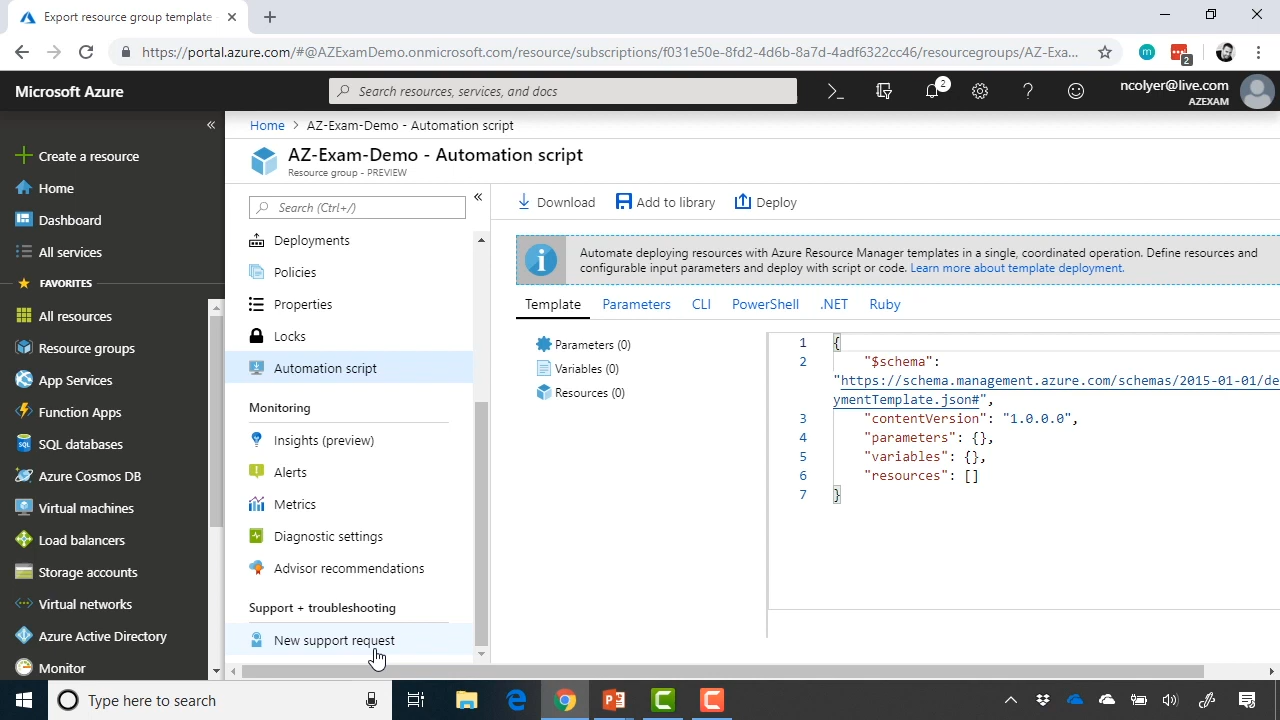 Export resource group template
https://portal.azure.com/#@AZExamDemo.onmicrosoft.com/resource/subscriptions/f031e50e-8fd2-4d6b-8a7d-4adf6322cc46/resourcegroups/AZ-Exa...
m
2
Microsoft Azure
Search resources, services, and docs
2
ncolyer@live.com
AZEXAM
Create a resource
Home
Dashboard
All services
FAVORITES
All resources
Resource groups
App Services
Function Apps
SQL databases
Azure Cosmos DB
Virtual machines
Load balancers
Storage accounts
Virtual networks
Azure Active Directory
Monitor
Home > AZ-Exam-Demo - Automation script
AZ-Exam-Demo - Automation script
Resource group - PREVIEW
Search (Ctrl+/)
Deployments
Policies
Properties
Locks
Automation script
Monitoring
Insights (preview)
Alerts
Metrics
Diagnostic settings
Advisor recommendations
Support + troubleshooting
New support request
Download
Add to library
Deploy
Automate deploying resources with Azure Resource Manager templates in a single, coordinated operation. Define resources and
configurable input parameters and deploy with script or code. Learn more about template deployment.
Template Parameters CLI PowerShell .NET Ruby
Parameters (0)
Variables (0)
Resources (0)
1 {
2 "$schema":
"https://schema.management.azure.com/schemas/2015-01-01/de
ymentTemplate.json#",
3 "contentVersion": "1.0.0.0",
4 "parameters": {},
5 "variables": {},
6 "resources": []
7 }
Type here to search